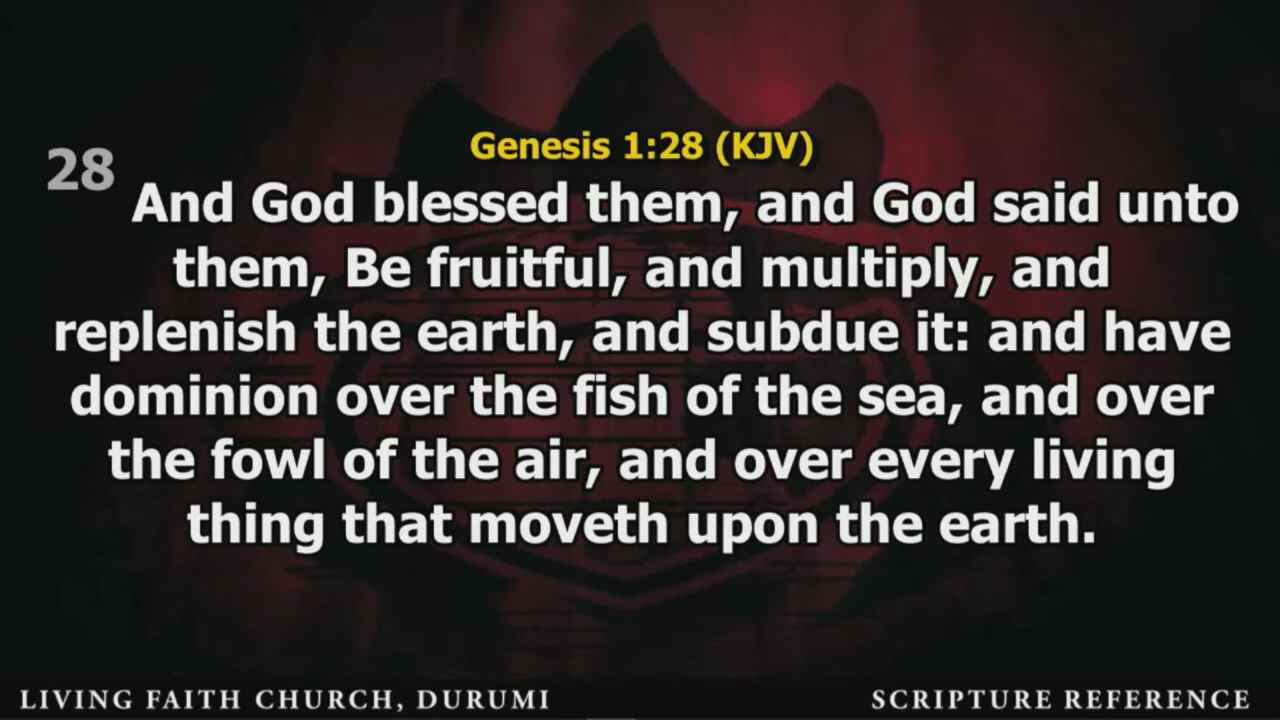 Genesis 1:28 (KJV)
28
And God blessed them, and God said unto
them, Be fruitful, and multiply, and
replenish the earth, and subdue it: and have
dominion over the fish of the sea, and over
the fowl of the air, and over every living
thing that moveth upon the earth.
LIVING FAITH CHURCH, DURUMI
SCRIPTURE REFERENCE